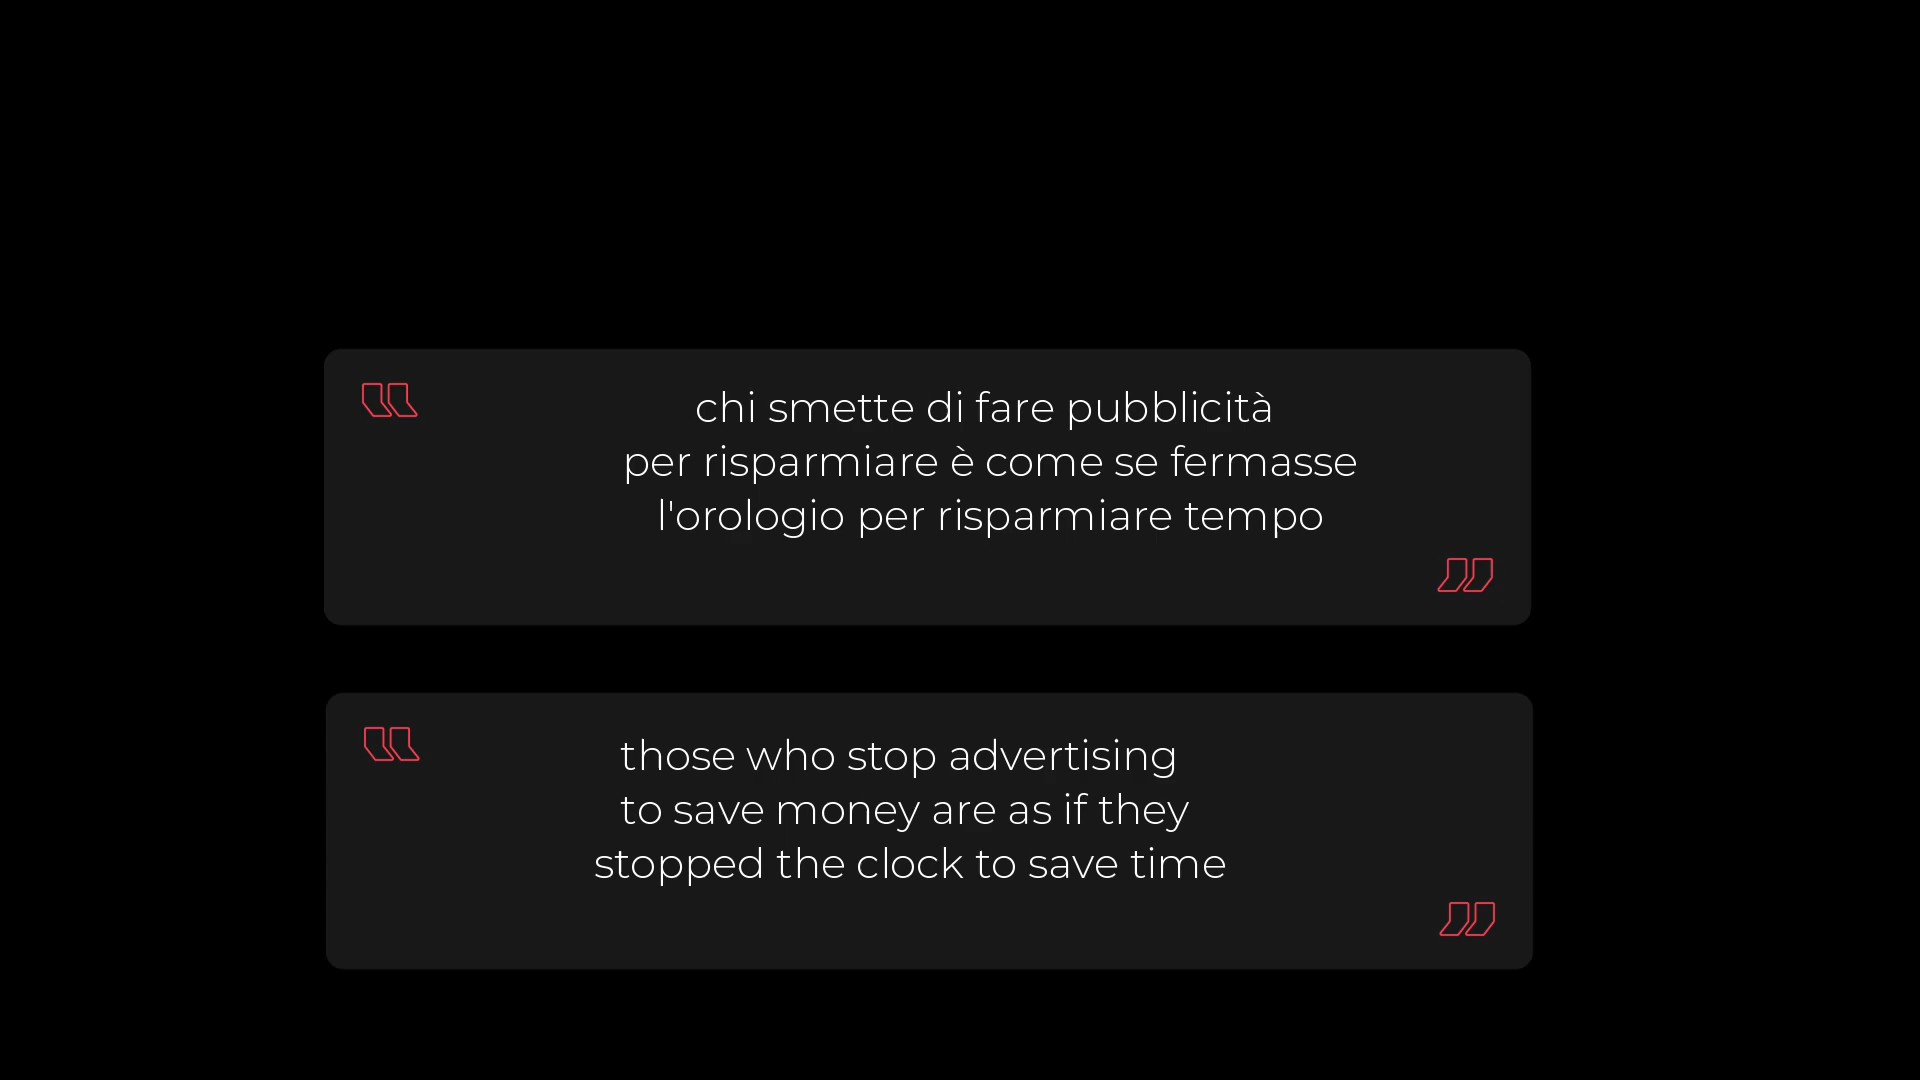 chi smette di fare pubblicità
per risparmiare è come se fermasse
l'orologio per risparmiare tempo
those who stop advertising
to save money are as if they
stopped the clock to save time